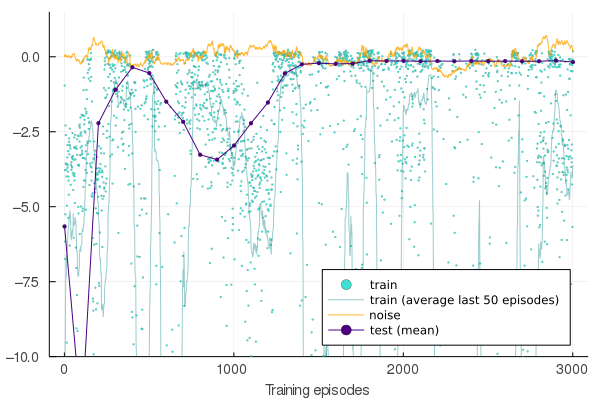 0.0
−2.5
−5.0
−7.5
−10.0
train
train (average last 50 episodes)
noise
test (mean)
0 1000 2000 3000
Training episodes